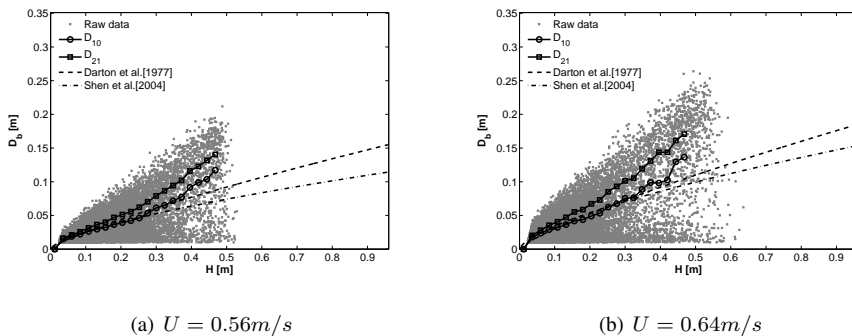 0.35
0.3
0.25
0.2
0.15
0.1
0.05
0
D_b [m]
Raw data
D_10
D_21
Darton et al.[1977]
Shen et al.[2004]
0 0.1 0.2 0.3 0.4 0.5 0.6 0.7 0.8 0.9
H [m]
(a) U = 0.56m/s
0.35
0.3
0.25
0.2
0.15
0.1
0.05
0
D_b [m]
Raw data
D_10
D_21
Darton et al.[1977]
Shen et al.[2004]
0 0.1 0.2 0.3 0.4 0.5 0.6 0.7 0.8 0.9
H [m]
(b) U = 0.64m/s